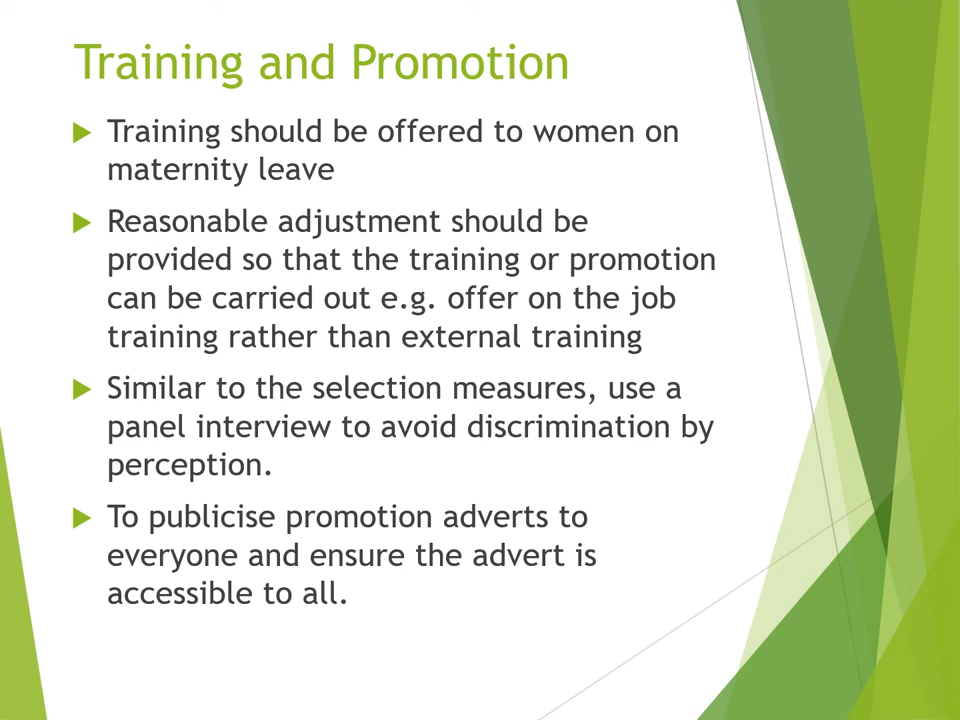 Training and Promotion
Training should be offered to women on
maternity leave
Reasonable adjustment should be
provided so that the training or promotion
can be carried out e.g. offer on the job
training rather than external training
Similar to the selection measures, use a
panel interview to avoid discrimination by
perception.
To publicise promotion adverts to
everyone and ensure the advert is
accessible to all.